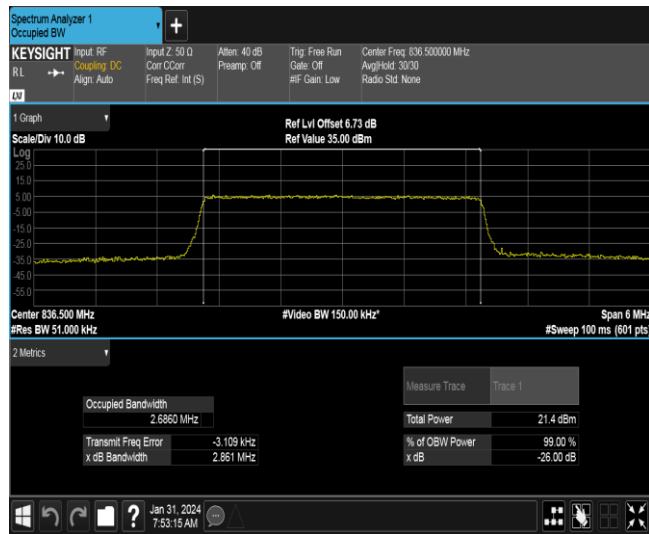 Spectrum Analyzer 1
Occupied BW
+
KEYSIGHT
RL
LXI
Input: RF
Coupling: DC
Align: Auto
Input Z: 50 Ω
Corr CCorr
Freq Ref: Int (S)
Atten: 40 dB
Preamp: Off
Trig: Free Run
Gate: Off
#IF Gain: Low
Center Freq: 836.500000 MHz
Avg|Hold: 30/30
Radio Std: None
1 Graph
Scale/Div 10.0 dB
Ref Lvl Offset 6.73 dB
Ref Value 35.00 dBm
Log
25.0
15.0
5.00
-5.00
-15.0
-25.0
-35.0
-45.0
-55.0
Center 836.500 MHz
#Res BW 51.000 kHz
#Video BW 150.00 kHz*
Span 6 MHz
#Sweep 100 ms (601 pts)
2 Metrics
Measure Trace Trace 1
Occupied Bandwidth
2.6860 MHz
Total Power 21.4 dBm
Transmit Freq Error -3.109 kHz
% of OBW Power 99.00 %
x dB Bandwidth 2.861 MHz
x dB -26.00 dB
?
Jan 31, 2024
7:53:15 AM